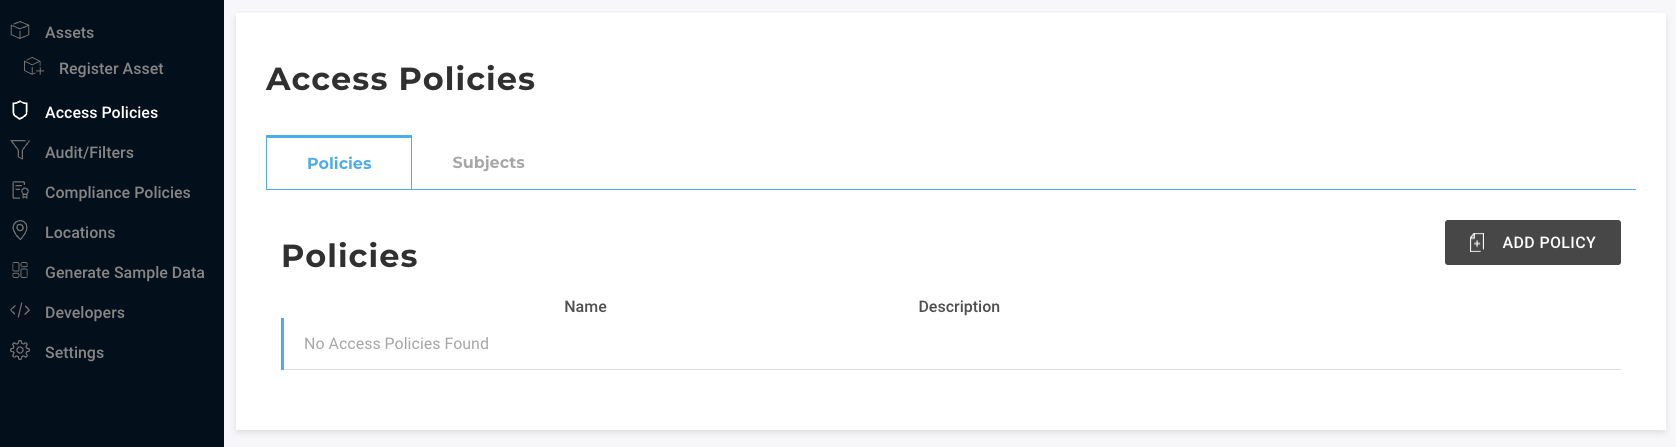 Assets
Register Asset
Access Policies
Audit/Filters
Compliance Policies
Locations
Generate Sample Data
Developers
Settings
Access Policies
Policies
Subjects
Policies
ADD POLICY
Name
Description
No Access Policies Found